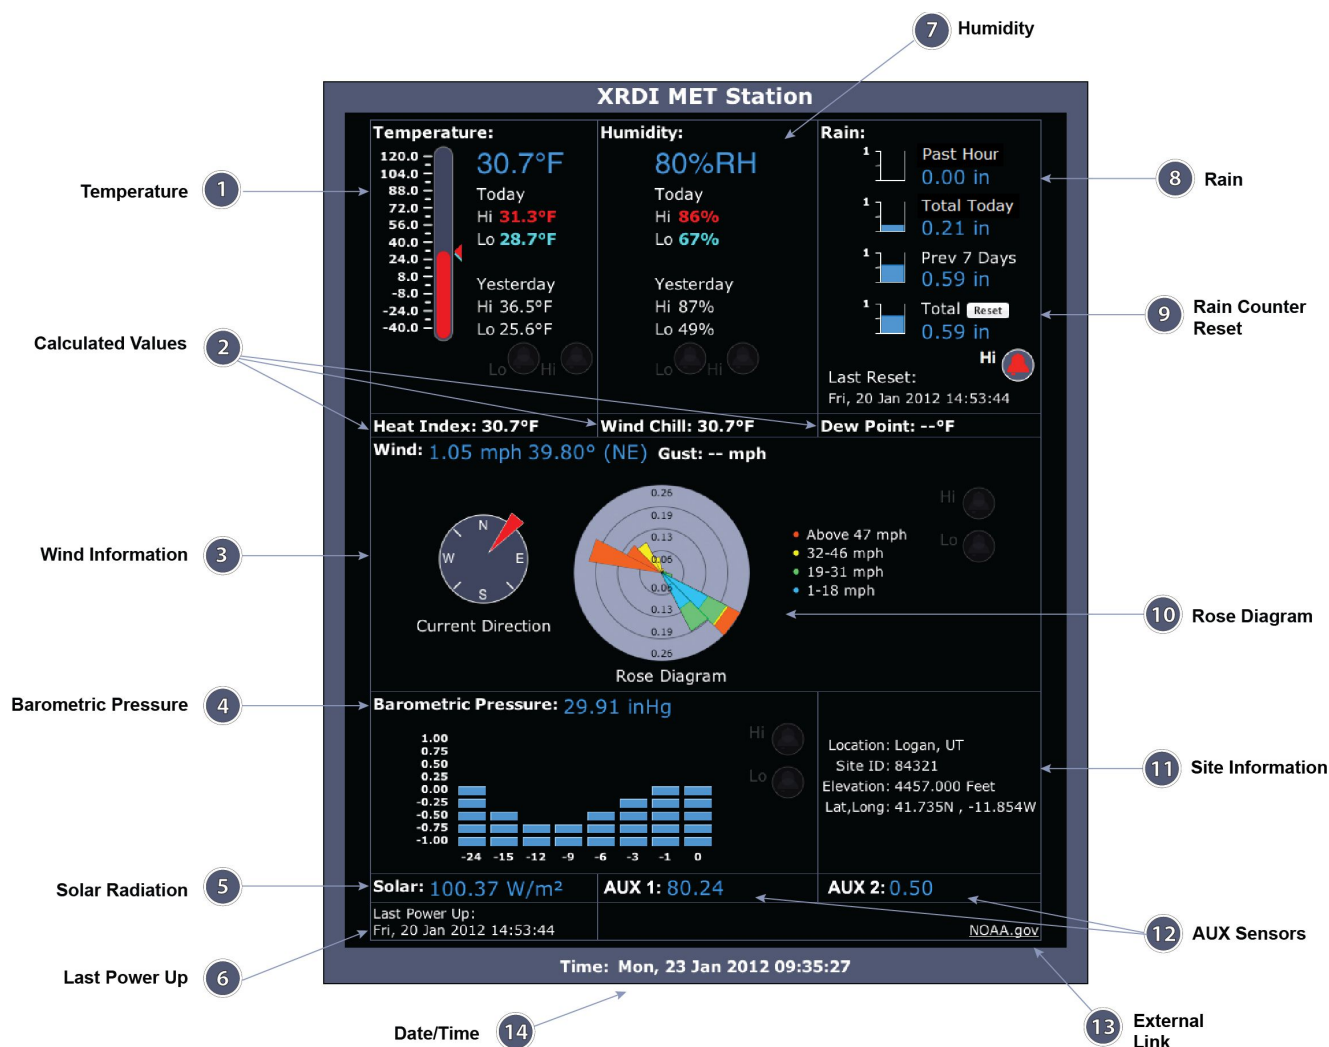 7 Humidity
XRDI MET Station
Temperature:
120.0
104.0
88.0
72.0
56.0
40.0
24.0
8.0
-8.0
-24.0
-40.0
30.7°F
Today
Hi 31.3°F
Lo 28.7°F
Yesterday
Hi 36.5°F
Lo 25.6°F
Lo Hi
Humidity:
80%RH
Today
Hi 86%
Lo 67%
Yesterday
Hi 87%
Lo 49%
Lo Hi
Rain:
1 Past Hour
0.00 in
1 Total Today
0.21 in
1 Prev 7 Days
0.59 in
1 Total Reset
0.59 in
Hi
Last Reset:
Fri, 20 Jan 2012 14:53:44
Temperature 1
8 Rain
Calculated Values 2
9 Rain Counter
Reset
Heat Index: 30.7°F
Wind Chill: 30.7°F
Dew Point: --°F
Wind: 1.05 mph 39.80° (NE) Gust: -- mph
Wind Information 3
N
W E
S
Current Direction
0.26
0.19
0.13
0.06
0.06
0.13
0.19
0.26
Rose Diagram
Above 47 mph
32-46 mph
19-31 mph
1-18 mph
Hi
Lo
10 Rose Diagram
Barometric Pressure 4
Barometric Pressure: 29.91 inHg
1.00
0.75
0.50
0.25
0.00
-0.25
-0.50
-0.75
-1.00
-24 -15 -12 -9 -6 -3 -1 0
Hi
Lo
Location: Logan, UT
Site ID: 84321
Elevation: 4457.000 Feet
Lat,Long: 41.735N , -11.854W
11 Site Information
Solar Radiation 5
Solar: 100.37 W/m²
AUX 1: 80.24
AUX 2: 0.50
12 AUX Sensors
Last Power Up:
Fri, 20 Jan 2012 14:53:44
NOAA.gov
Last Power Up 6
Time: Mon, 23 Jan 2012 09:35:27
Date/Time 14
13 External
Link